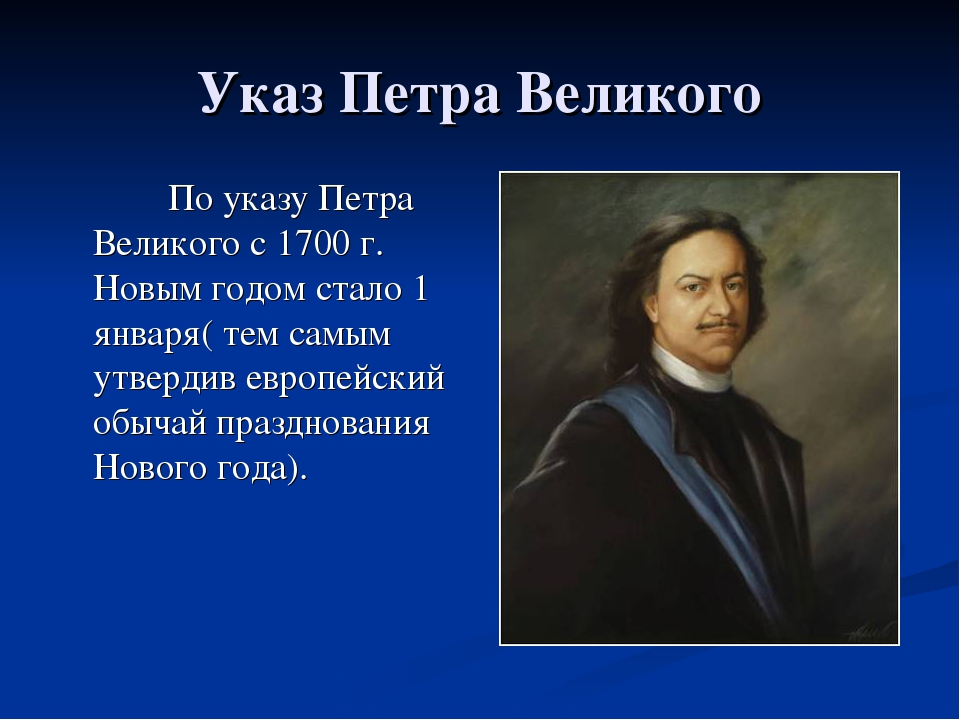 Указ Петра Великого
По указу Петра
Великого с 1700 г.
Новым годом стало 1
января( тем самым
утвердив европейский
обычай празднования
Нового года).